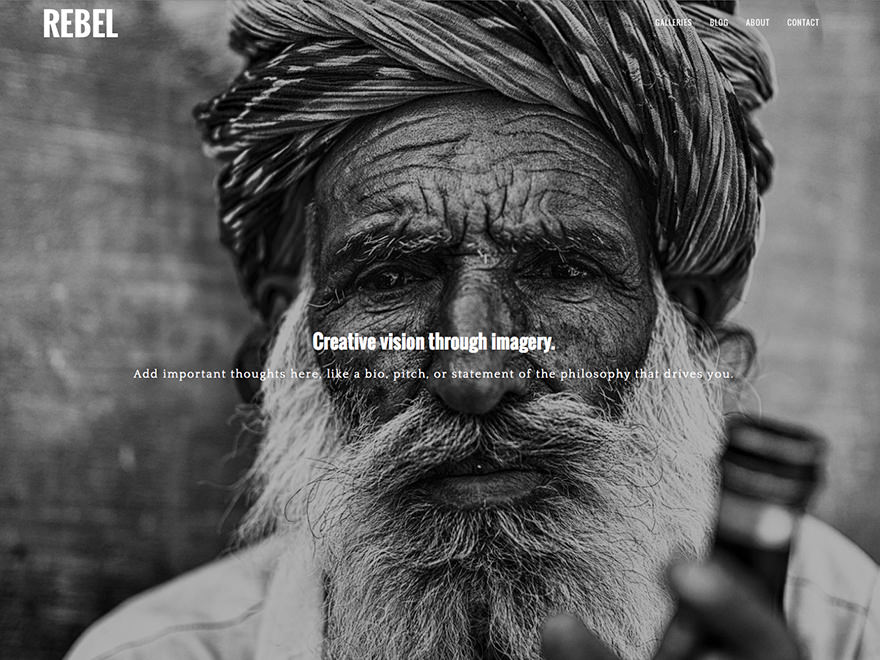 REBEL
GALLERIES BLOG ABOUT CONTACT
Creative vision through imagery.
Add important thoughts here, like a bio, pitch, or statement of the philosophy that drives you.